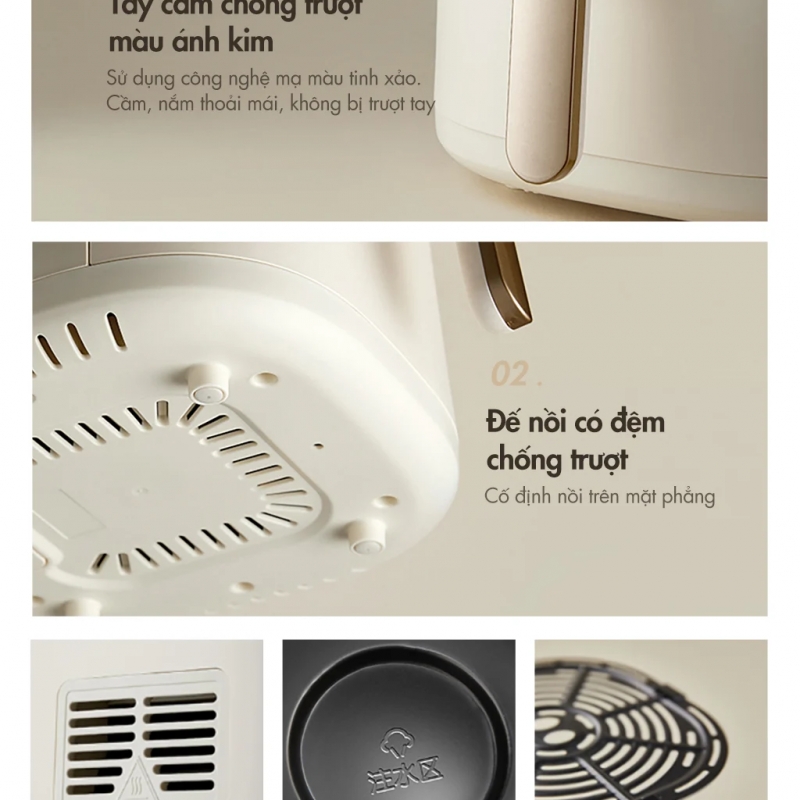 Tay cầm chống trượt
màu ánh kim
Sử dụng công nghệ mạ màu tinh xảo.
Cầm, nắm thoải mái, không bị trượt tay
02 .
Đế nồi có đệm
chống trượt
Cố định nồi trên mặt phẳng
注水区